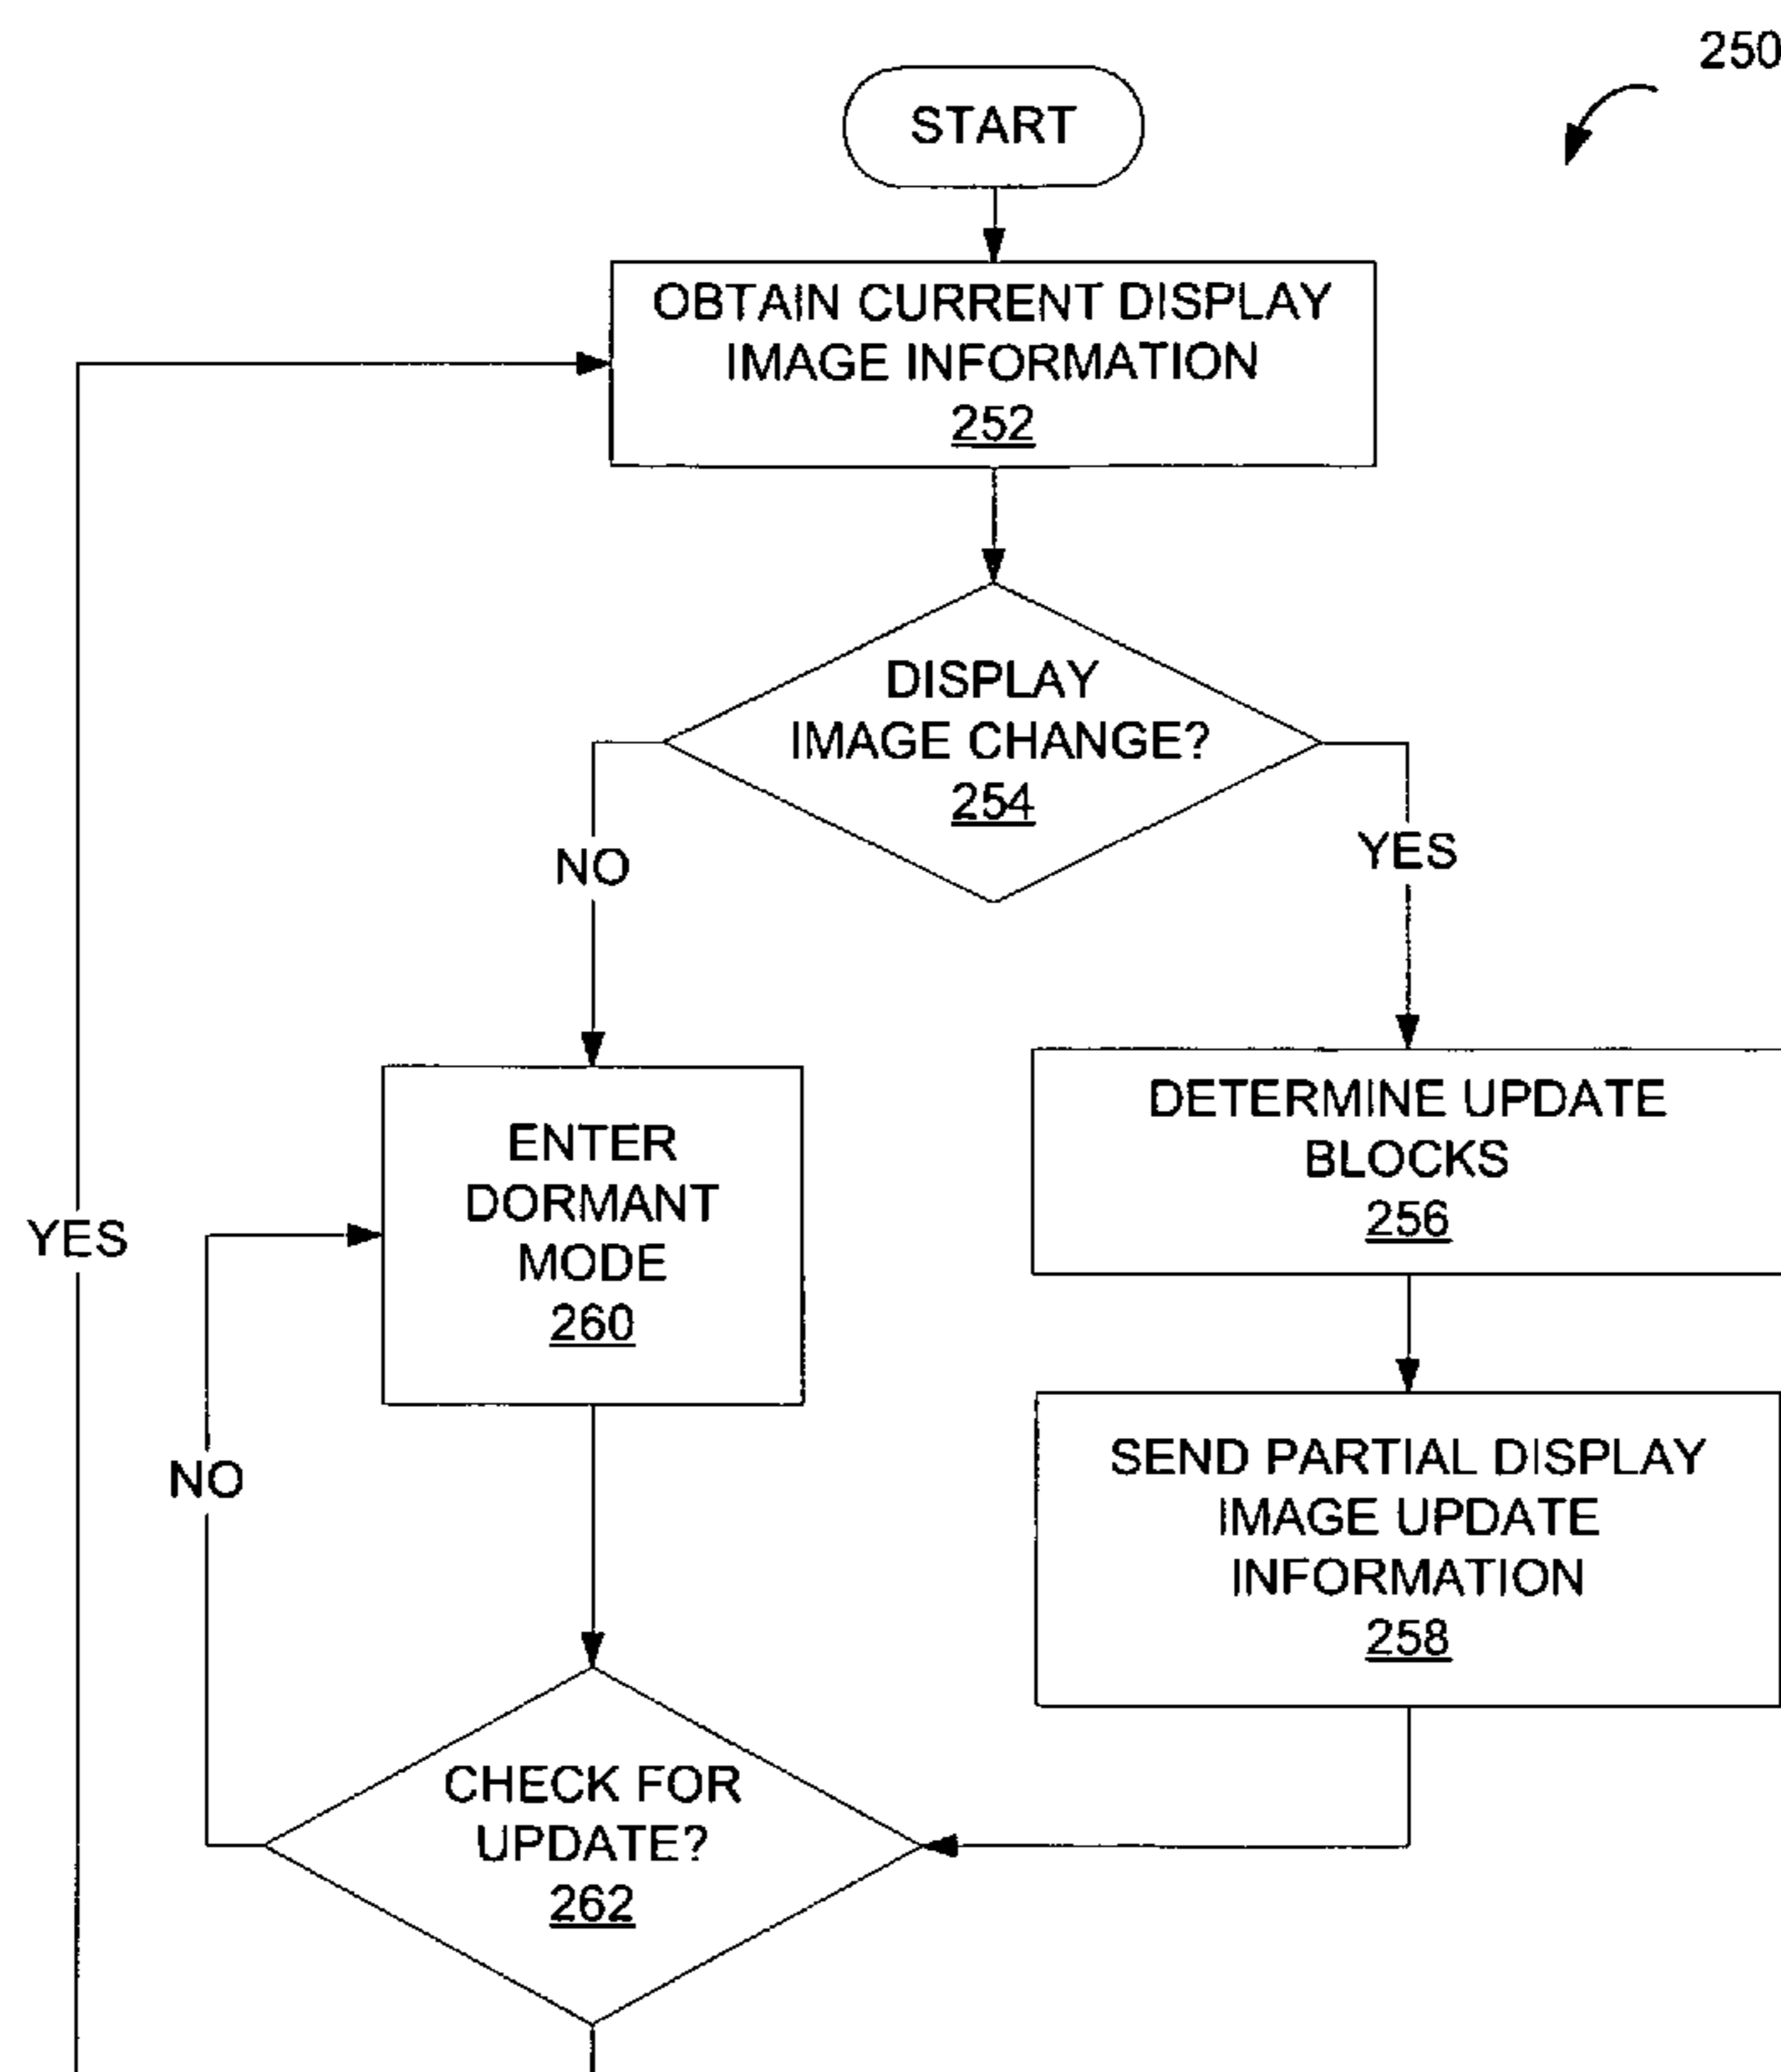 250
START
OBTAIN CURRENT DISPLAY
IMAGE INFORMATION
252
DISPLAY
IMAGE CHANGE?
254
NO
YES
DETERMINE UPDATE
BLOCKS
256
ENTER
DORMANT
MODE
260
YES
NO
SEND PARTIAL DISPLAY
IMAGE UPDATE
INFORMATION
258
CHECK FOR
UPDATE?
262